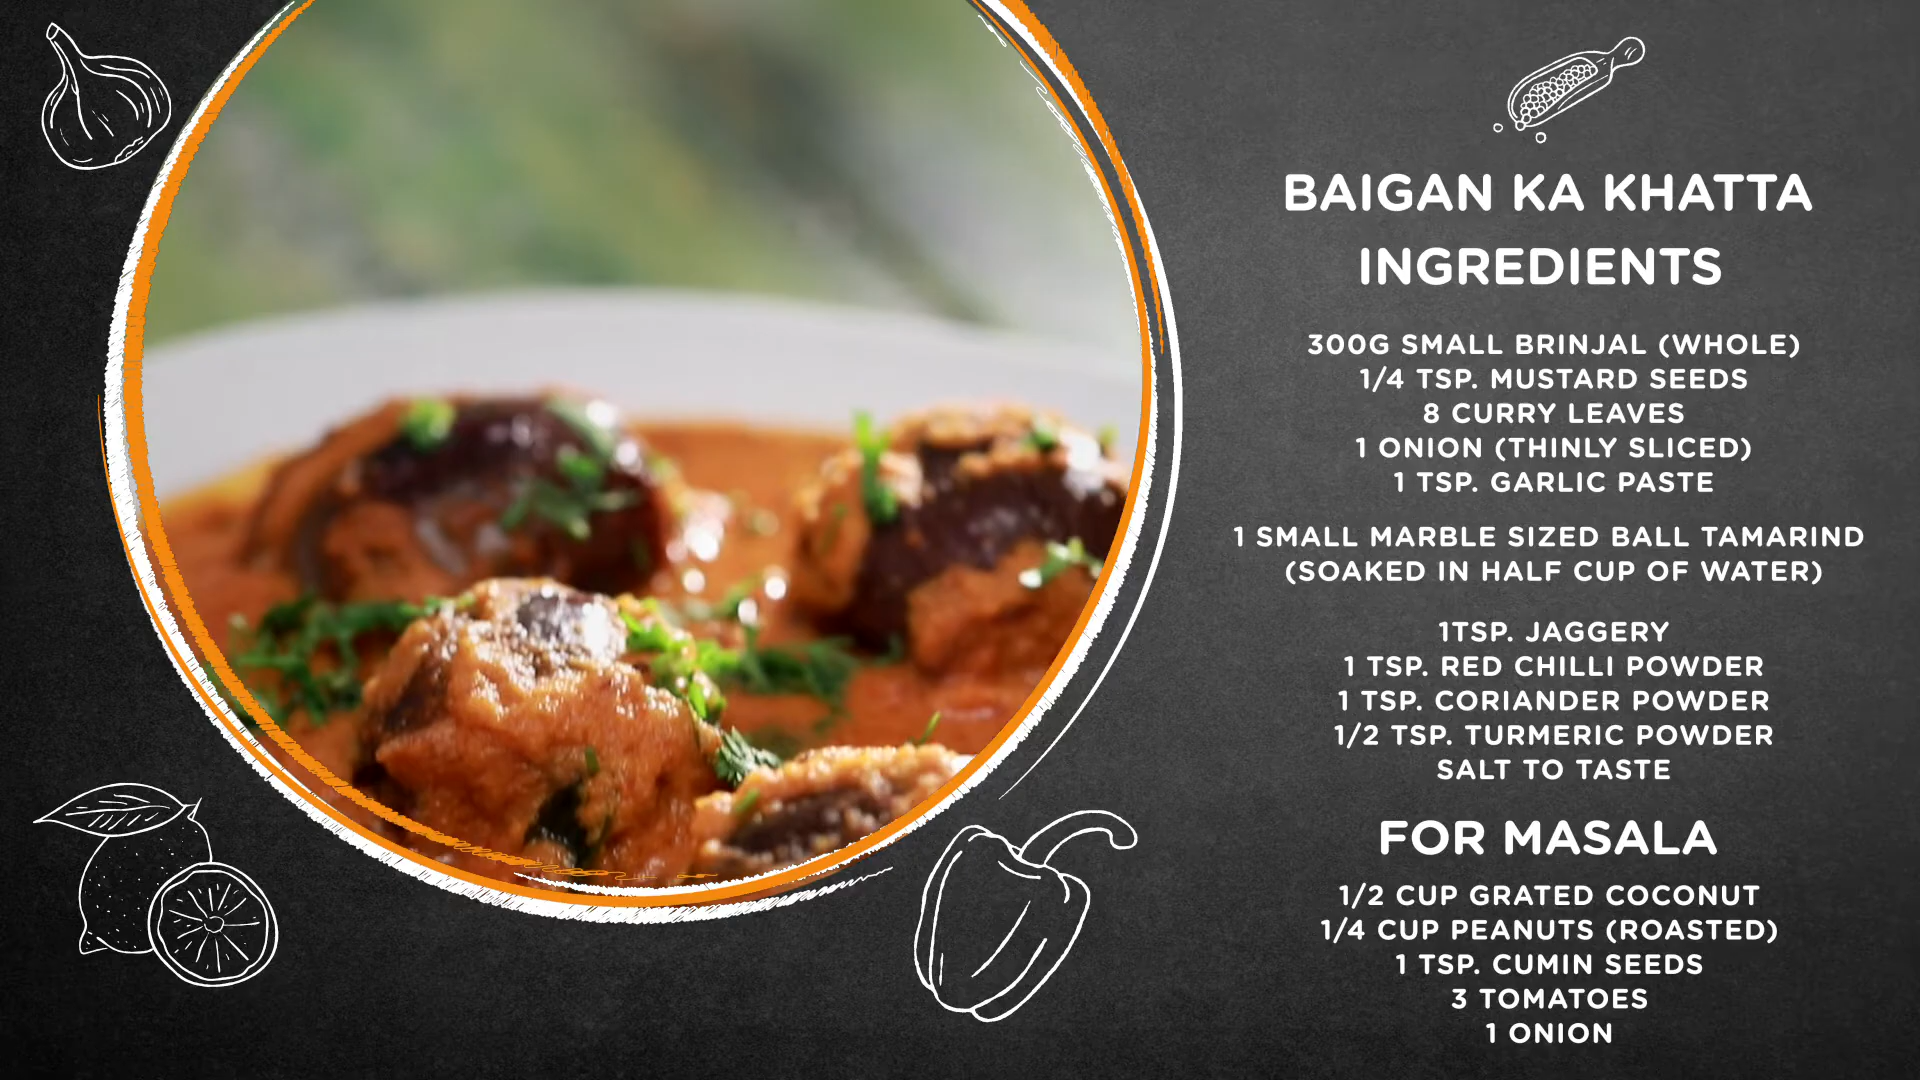 BAIGAN KA KHATTA
INGREDIENTS
300G SMALL BRINJAL (WHOLE)
1/4 TSP. MUSTARD SEEDS
8 CURRY LEAVES
1 ONION (THINLY SLICED)
1 TSP. GARLIC PASTE
1 SMALL MARBLE SIZED BALL TAMARIND
(SOAKED IN HALF CUP OF WATER)
1TSP. JAGGERY
1 TSP. RED CHILLI POWDER
1 TSP. CORIANDER POWDER
1/2 TSP. TURMERIC POWDER
SALT TO TASTE
FOR MASALA
1/2 CUP GRATED COCONUT
1/4 CUP PEANUTS (ROASTED)
1 TSP. CUMIN SEEDS
3 TOMATOES
1 ONION